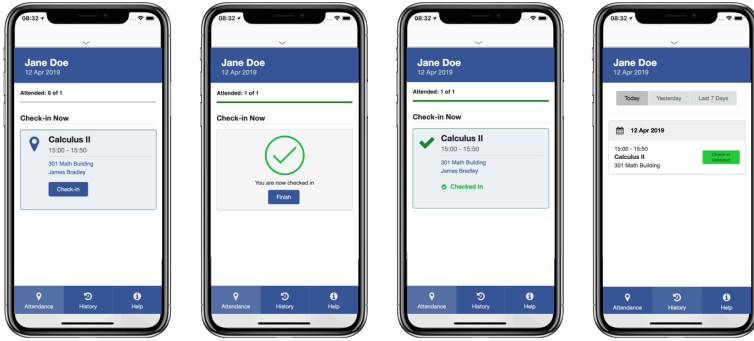 08:32
Jane Doe
12 Apr 2019
Attended: 0 of 1
Check-in Now
Calculus II
15:00 - 15:50
301 Math Building
James Bradley
Check-in
Attendance
History
Help
08:32
Jane Doe
12 Apr 2019
Attended: 1 of 1
Check-in Now
You are now checked in
Finish
Attendance
History
Help
08:32
Jane Doe
12 Apr 2019
Attended: 1 of 1
Check-in Now
Calculus II
15:00 - 15:50
301 Math Building
James Bradley
Checked In
Attendance
History
Help
08:32
Jane Doe
12 Apr 2019
Today Yesterday Last 7 Days
12 Apr 2019
15:00 - 15:50
Calculus II
301 Math Building
Check-in
Attendance
History
Help